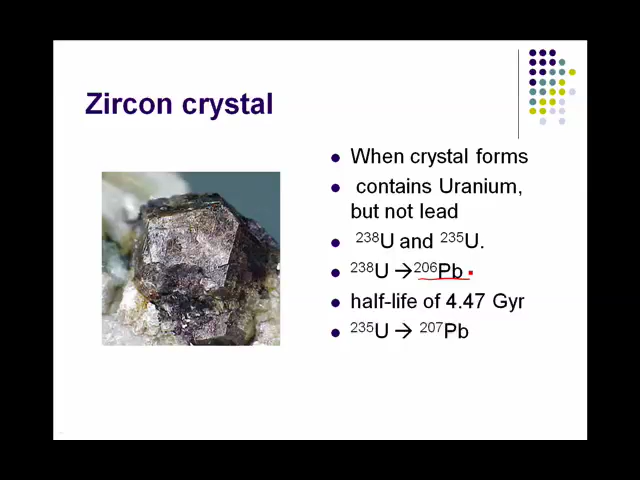 Zircon crystal
When crystal forms
contains Uranium,
but not lead
²³⁸U and ²³⁵U.
²³⁸U → ²⁰⁶Pb
half-life of 4.47 Gyr
²³⁵U → ²⁰⁷Pb